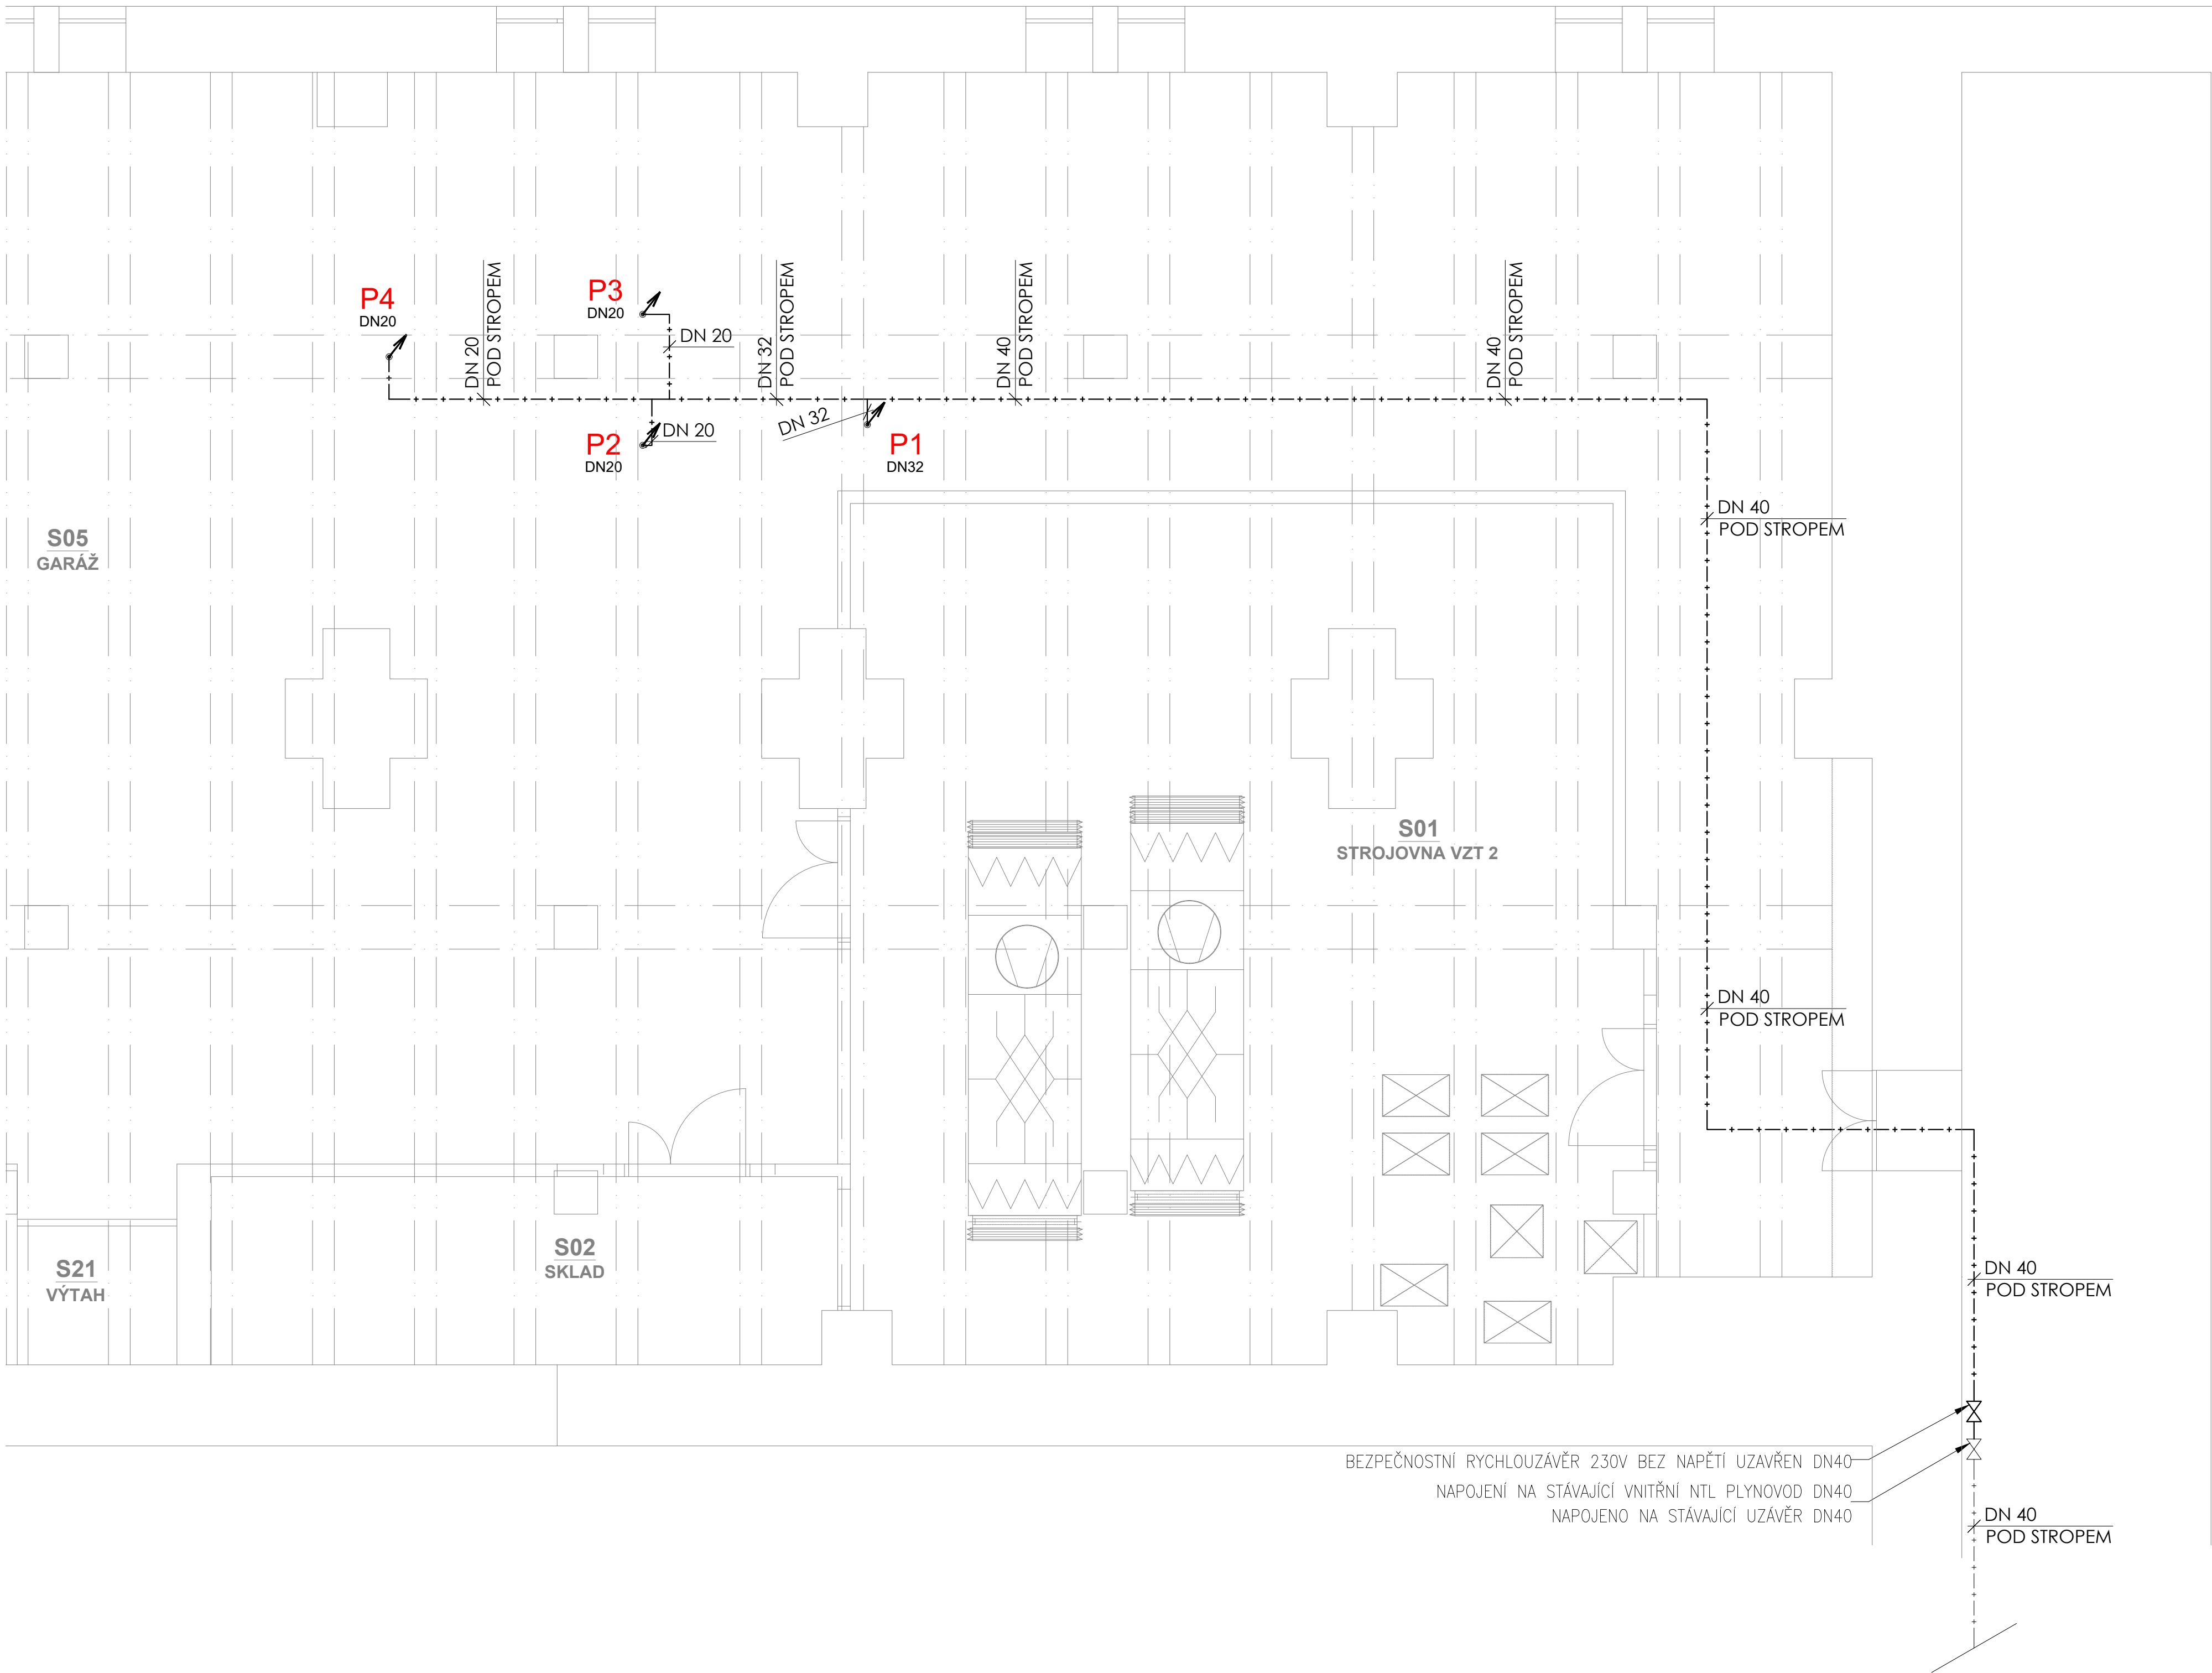 P4
DN20
DN 20
POD STROPEM
P3
DN20
DN 20
DN 32
POD STROPEM
DN 40
POD STROPEM
DN 40
POD STROPEM
P2
DN20
DN 20
DN 32
P1
DN32
DN 40
POD STROPEM
S05
GARÁŽ
S01
STROJOVNA VZT 2
DN 40
POD STROPEM
S02
SKLAD
S21
VÝTAH
DN 40
POD STROPEM
BEZPEČNOSTNÍ RYCHLOUZÁVĚR 230V BEZ NAPĚTÍ UZAVŘEN DN40
NAPOJENÍ NA STÁVAJÍCÍ VNITŘNÍ NTL PLYNOVOD DN40
NAPOJENO NA STÁVAJÍCÍ UZÁVĚR DN40
DN 40
POD STROPEM